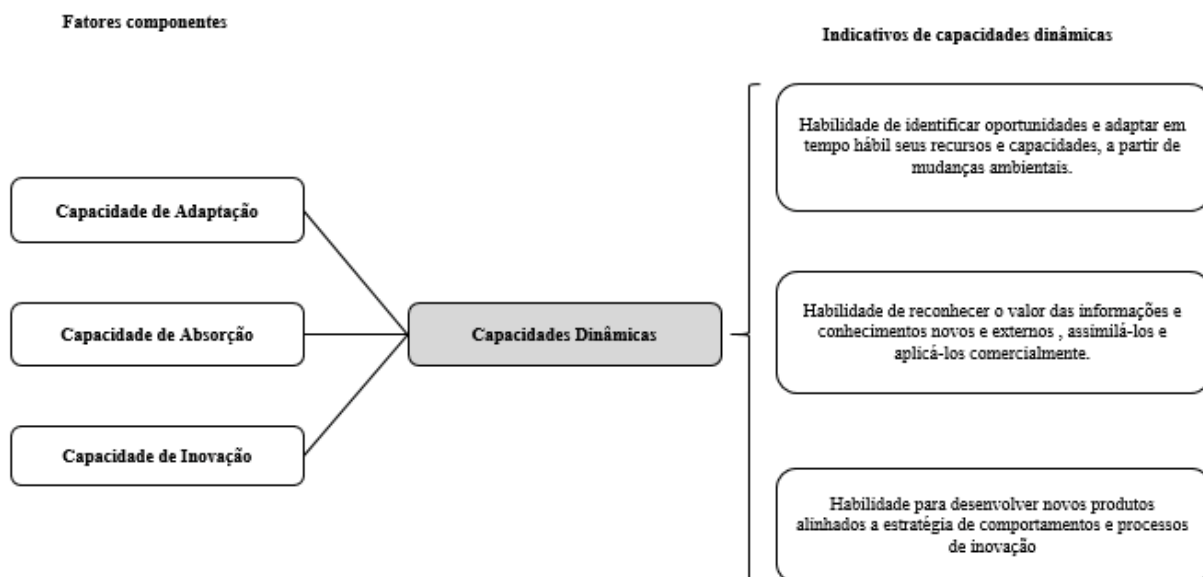 Fatores componentes
Indicativos de capacidades dinâmicas
Capacidade de Adaptação
Capacidade de Absorção
Capacidade de Inovação
Capacidades Dinâmicas
Habilidade de identificar oportunidades e adaptar em
tempo hábil seus recursos e capacidades, a partir de
mudanças ambientais.
Habilidade de reconhecer o valor das informações e
conhecimentos novos e externos , assimilá-los e
aplicá-los comercialmente.
Habilidade para desenvolver novos produtos
alinhados a estratégia de comportamentos e processos
de inovação